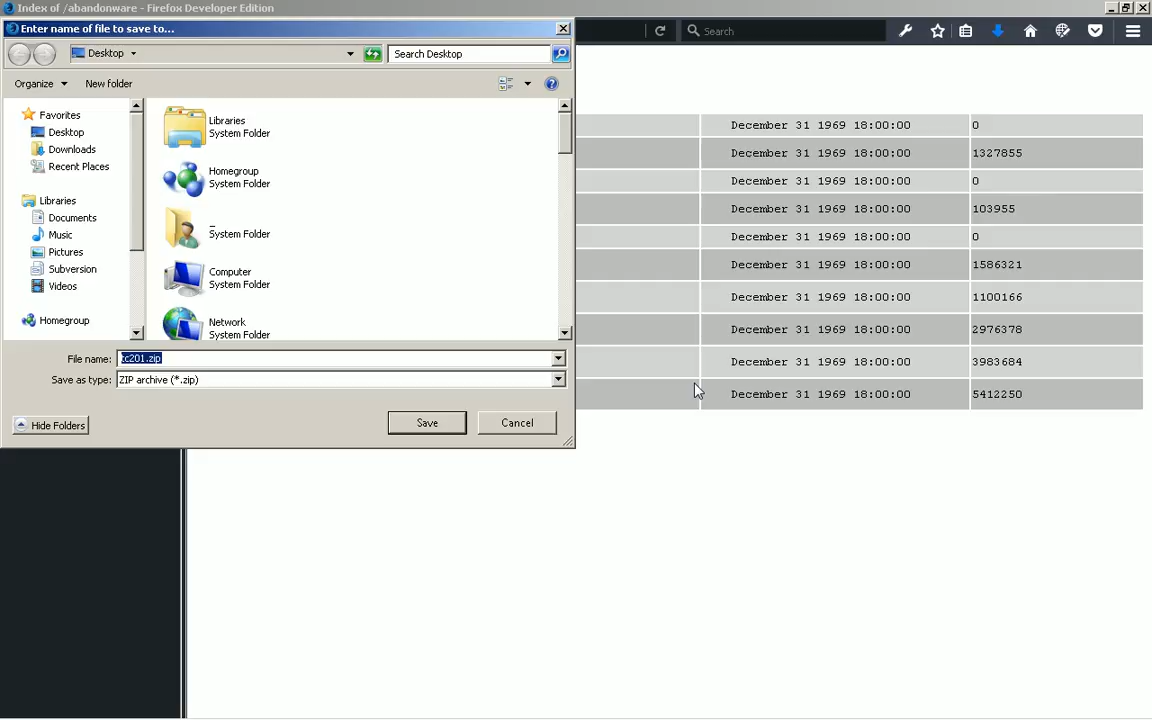 Index of /abandonware - Firefox Developer Edition
Enter name of file to save to...
Desktop
Search Desktop
Search
Organize
New folder
Favorites
Desktop
Downloads
Recent Places
Libraries
Documents
Music
Pictures
Subversion
Videos
Homegroup
Libraries
System Folder
Homegroup
System Folder
_
System Folder
Computer
System Folder
Network
System Folder
File name: tc201.zip
Save as type: ZIP archive (*.zip)
Hide Folders
Save
Cancel
December 31 1969 18:00:00 0
December 31 1969 18:00:00 1327855
December 31 1969 18:00:00 0
December 31 1969 18:00:00 103955
December 31 1969 18:00:00 0
December 31 1969 18:00:00 1586321
December 31 1969 18:00:00 1100166
December 31 1969 18:00:00 2976378
December 31 1969 18:00:00 3983684
December 31 1969 18:00:00 5412250